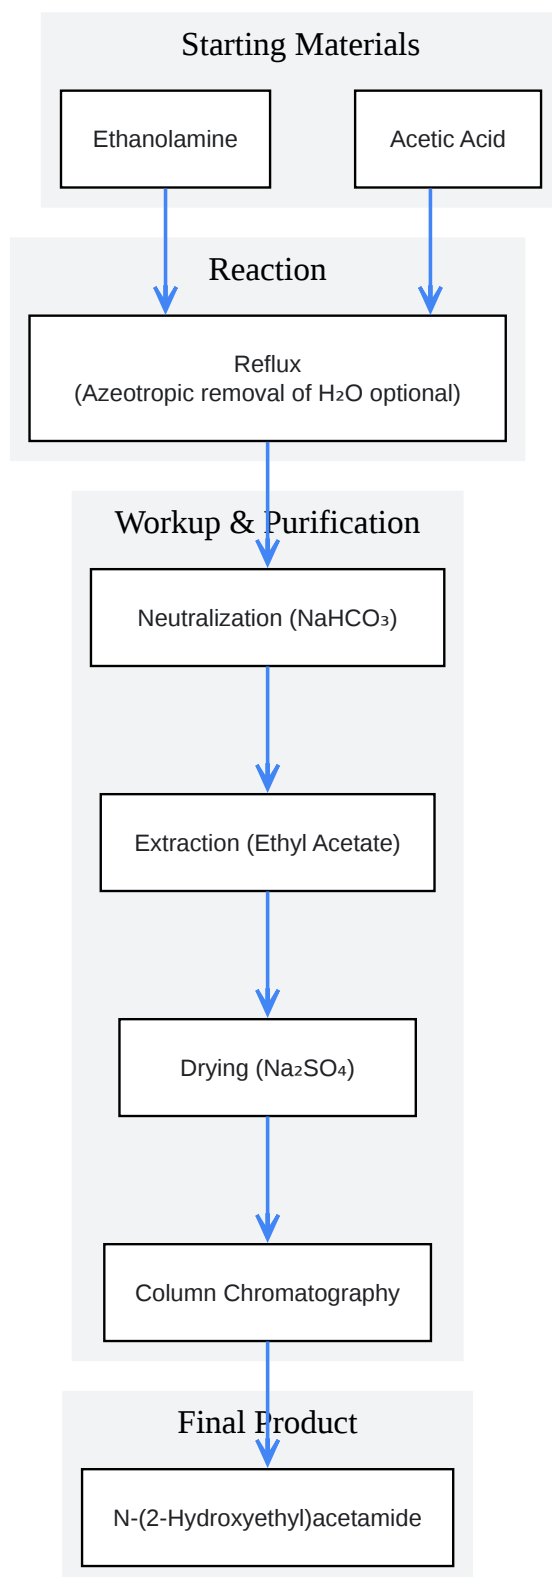 Starting Materials
Ethanolamine
Acetic Acid
Reaction
Reflux
(Azeotropic removal of H₂O optional)
Workup & Purification
Neutralization (NaHCO₃)
Extraction (Ethyl Acetate)
Drying (Na₂SO₄)
Column Chromatography
Final Product
N-(2-Hydroxyethyl)acetamide